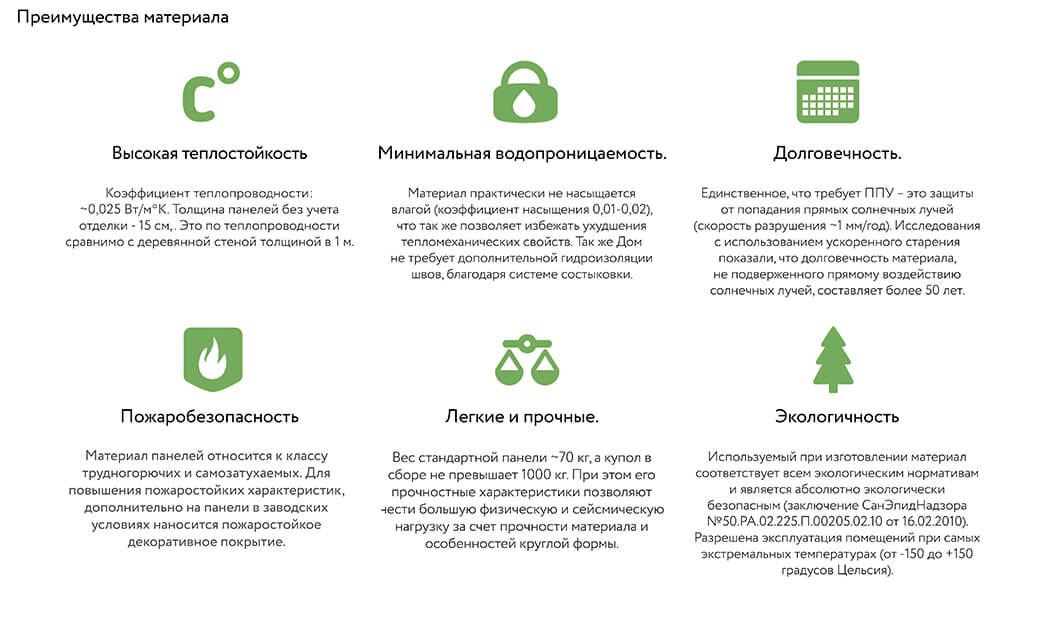 Преимущества материала
Высокая теплостойкость
Коэффициент теплопроводности:
~0,025 Вт/м°К. Толщина панелей без учета
отделки - 15 см,. Это по теплопроводности
сравнимо с деревянной стеной толщиной в 1 м.
Минимальная водопроницаемость.
Материал практически не насыщается
влагой (коэффициент насыщения 0,01-0,02),
что так же позволяет избежать ухудшения
тепломеханических свойств. Так же Дом
не требует дополнительной гидроизоляции
швов, благодаря системе состыковки.
Долговечность.
Единственное, что требует ППУ – это защиты
от попадания прямых солнечных лучей
(скорость разрушения ~1 мм/год). Исследования
с использованием ускоренного старения
показали, что долговечность материала,
не подверженного прямому воздействию
солнечных лучей, составляет более 50 лет.
Пожаробезопасность
Материал панелей относится к классу
трудногорючих и самозатухаемых. Для
повышения пожаростойких характеристик,
дополнительно на панели в заводских
условиях наносится пожаростойкое
декоративное покрытие.
Легкие и прочные.
Вес стандартной панели ~70 кг, а купол в
сборе не превышает 1000 кг. При этом его
прочностные характеристики позволяют
нести большую физическую и сейсмическую
нагрузку за счет прочности материала и
особенностей круглой формы.
Экологичность
Используемый при изготовлении материал
соответствует всем экологическим нормативам
и является абсолютно экологически
безопасным (заключение СанЭпидНадзора
№50.РА.02.225.П.00205.02.10 от 16.02.2010).
Разрешена эксплуатация помещений при самых
экстремальных температурах (от -150 до +150
градусов Цельсия).